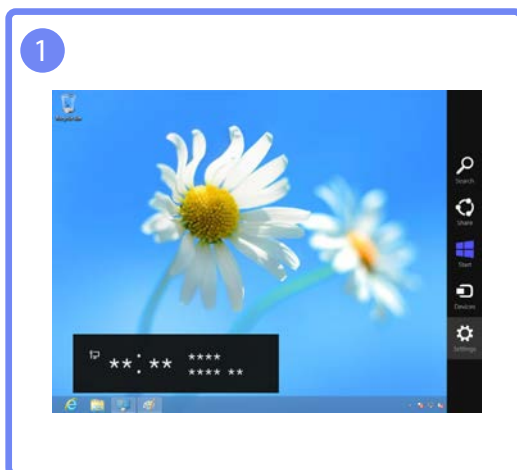 1
Recycle Bin
Search
Share
Start
Devices
Settings
**:** ****
**** **